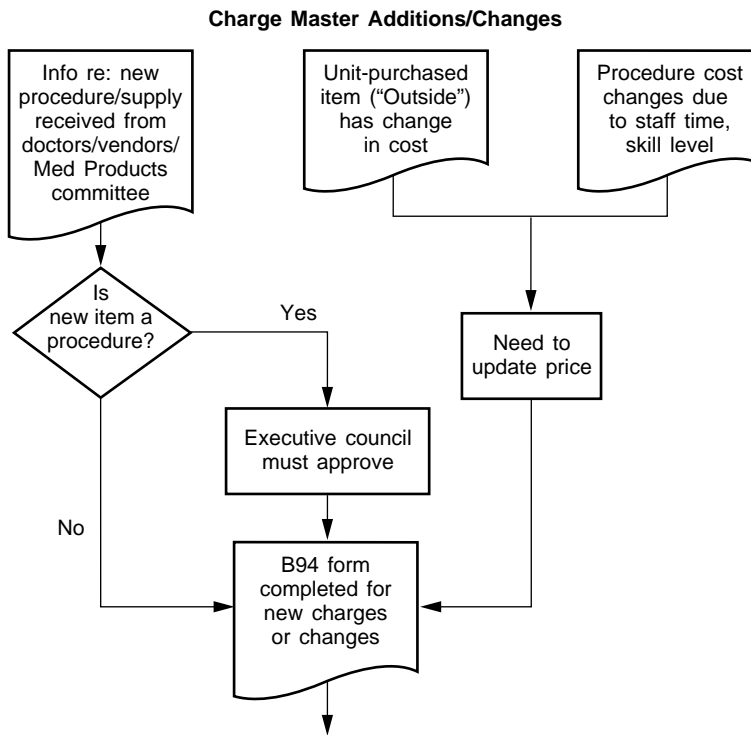 Charge Master Additions/Changes
Info re: new
procedure/supply
received from
doctors/vendors/
Med Products
committee
Unit-purchased
item (“Outside”)
has change
in cost
Procedure cost
changes due
to staff time,
skill level
Is
new item a
procedure?
Yes
Need to
update price
Executive council
must approve
No
B94 form
completed for
new charges
or changes